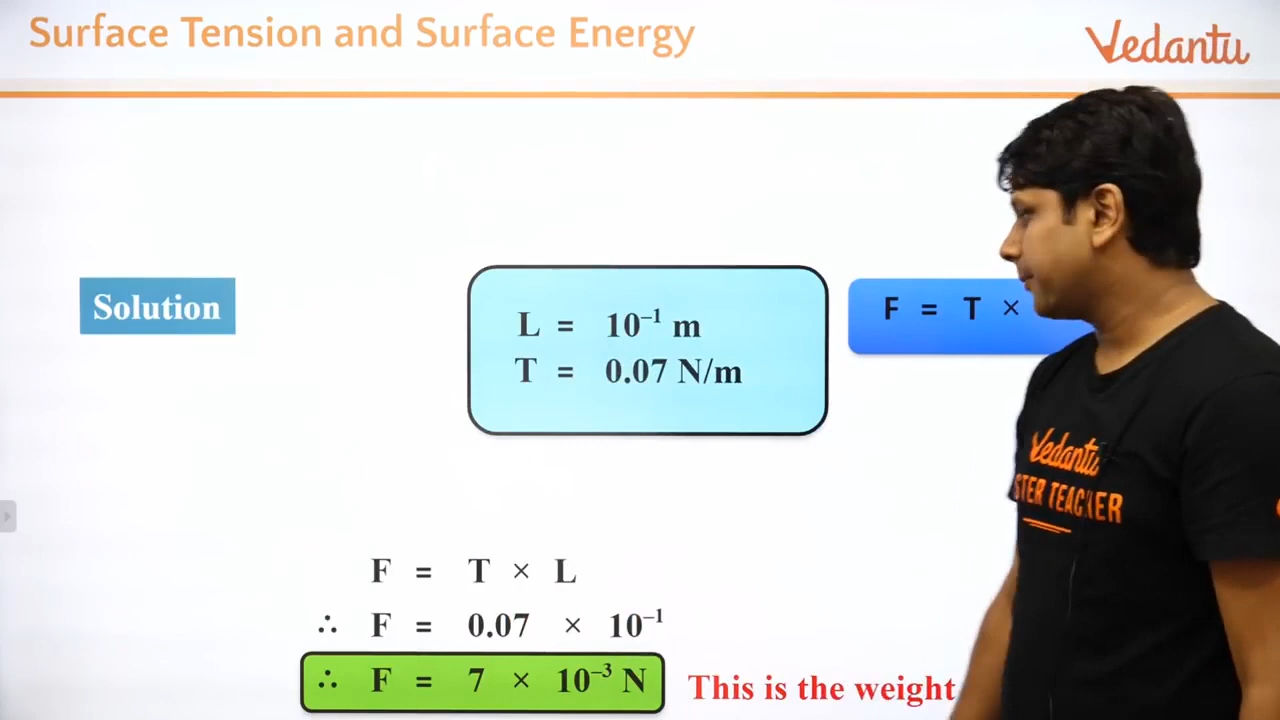 Surface Tension and Surface Energy
Vedantu
Solution
L = 10⁻¹ m
T = 0.07 N/m
F = T ×
Vedantu
STER TEACHER
F = T × L
∴ F = 0.07 × 10⁻¹
∴ F = 7 × 10⁻³ N
This is the weight